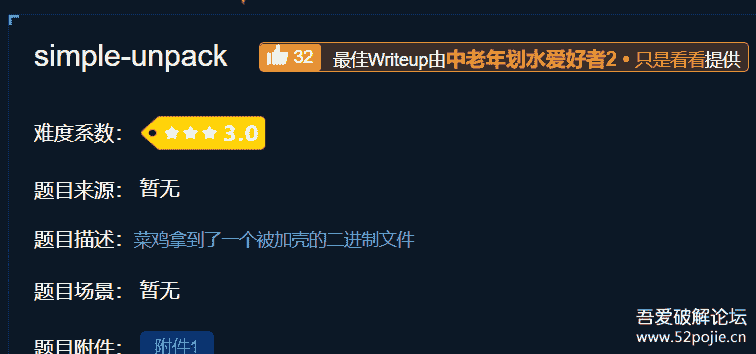 simple-unpack
32 最佳Writeup由中老年划水爱好者2 • 只是看看提供
难度系数： 3.0
题目来源： 暂无
题目描述： 菜鸡拿到了一个被加壳的二进制文件
题目场景： 暂无
题目附件： 附件1
吾爱破解论坛
www.52pojie.cn